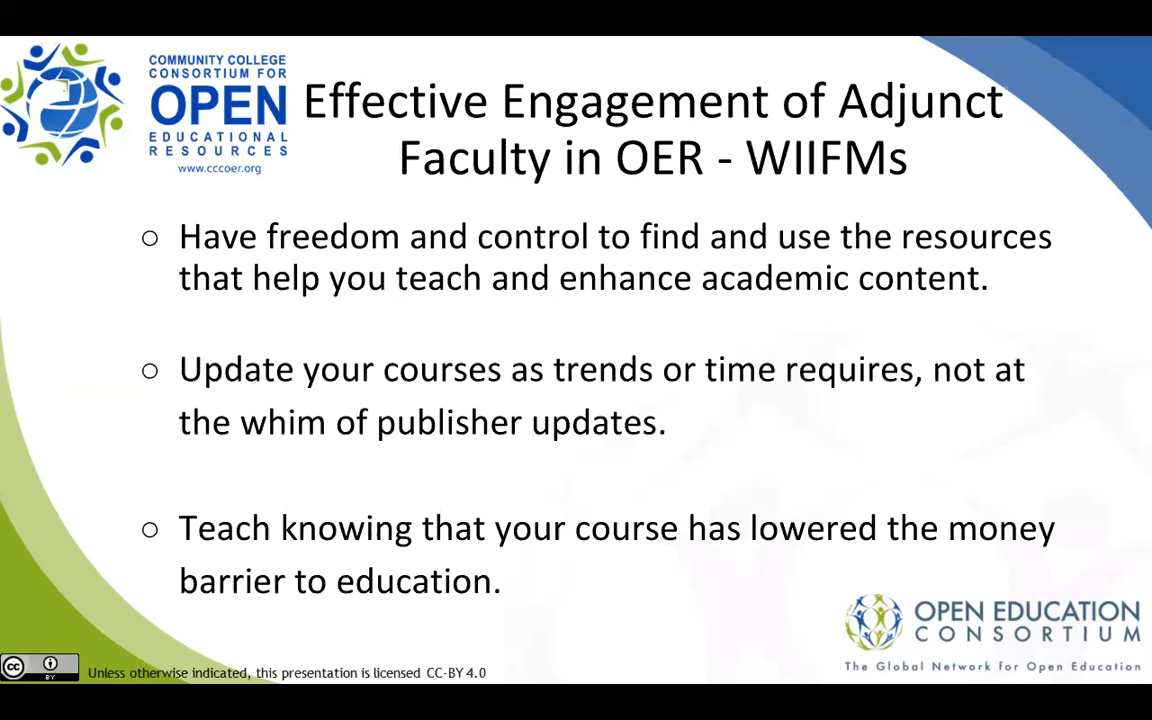 COMMUNITY COLLEGE
CONSORTIUM FOR
OPEN
EDUCATIONAL
RESOURCES
www.cccoer.org
Effective Engagement of Adjunct
Faculty in OER - WIIFMs
○ Have freedom and control to find and use the resources
that help you teach and enhance academic content.
○ Update your courses as trends or time requires, not at
the whim of publisher updates.
○ Teach knowing that your course has lowered the money
barrier to education.
OPEN EDUCATION
CONSORTIUM
The Global Network for Open Education
cc
BY
Unless otherwise indicated, this presentation is licensed CC-BY 4.0